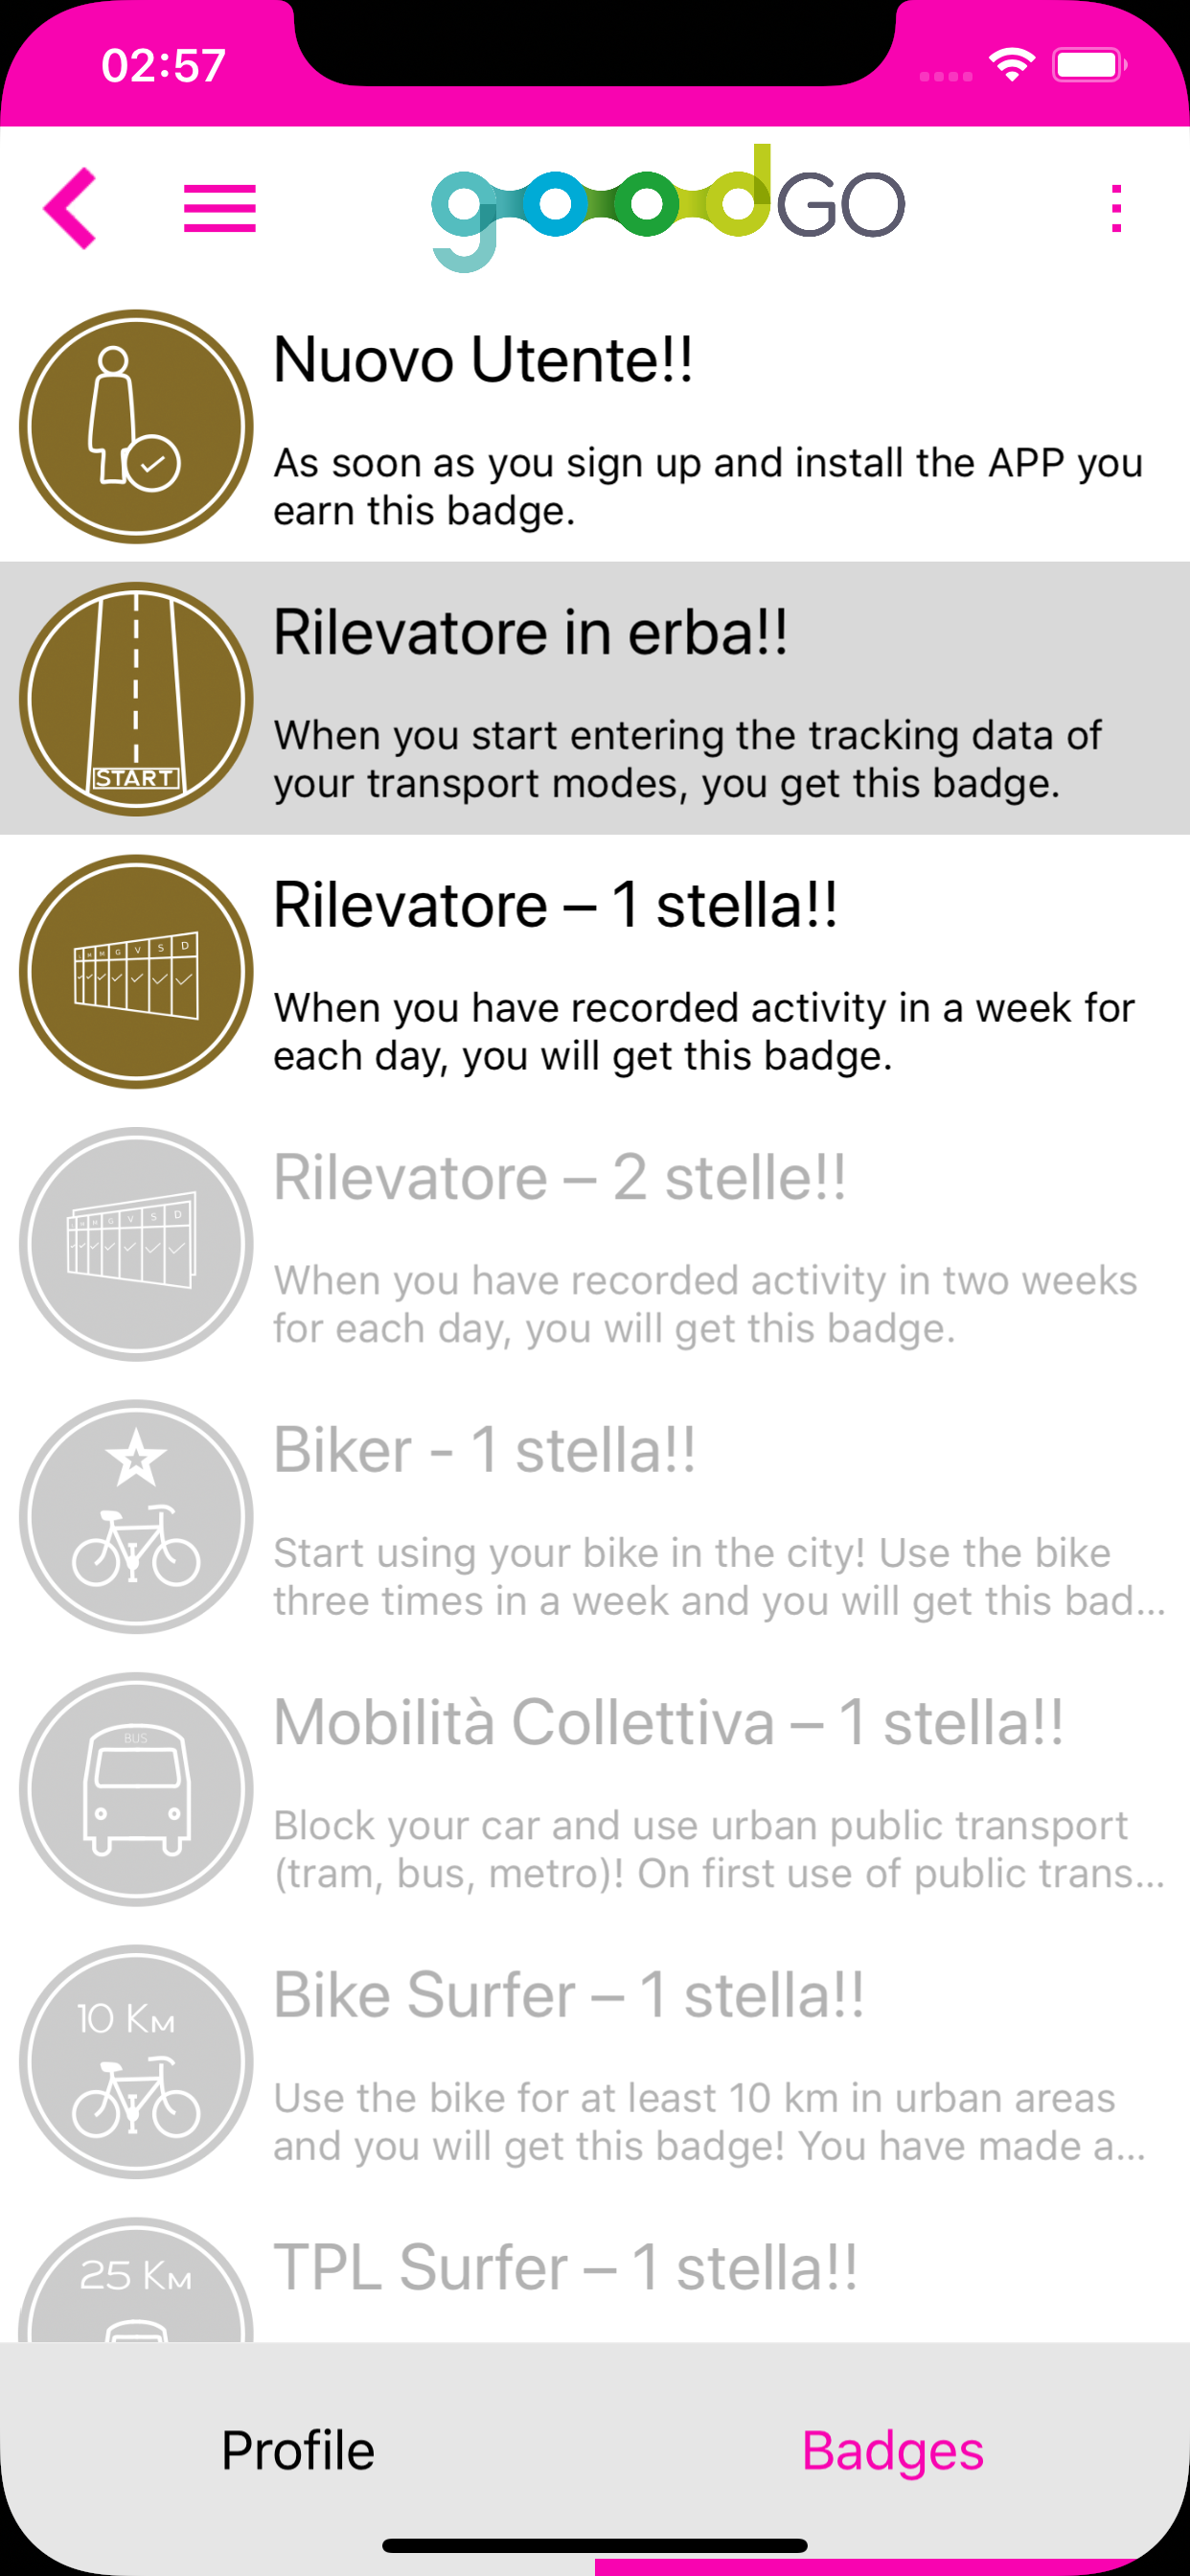 02:57
goodGO
Nuovo Utente!!
As soon as you sign up and install the APP you
earn this badge.
Rilevatore in erba!!
When you start entering the tracking data of
your transport modes, you get this badge.
START
Rilevatore – 1 stella!!
G V S D
When you have recorded activity in a week for
each day, you will get this badge.
Rilevatore – 2 stelle!!
M G V S D
When you have recorded activity in two weeks
for each day, you will get this badge.
Biker - 1 stella!!
Start using your bike in the city! Use the bike
three times in a week and you will get this bad...
Mobilità Collettiva – 1 stella!!
BUS
Block your car and use urban public transport
(tram, bus, metro)! On first use of public trans...
Bike Surfer – 1 stella!!
10 KM
Use the bike for at least 10 km in urban areas
and you will get this badge! You have made a...
TPL Surfer – 1 stella!!
25 KM
Profile
Badges